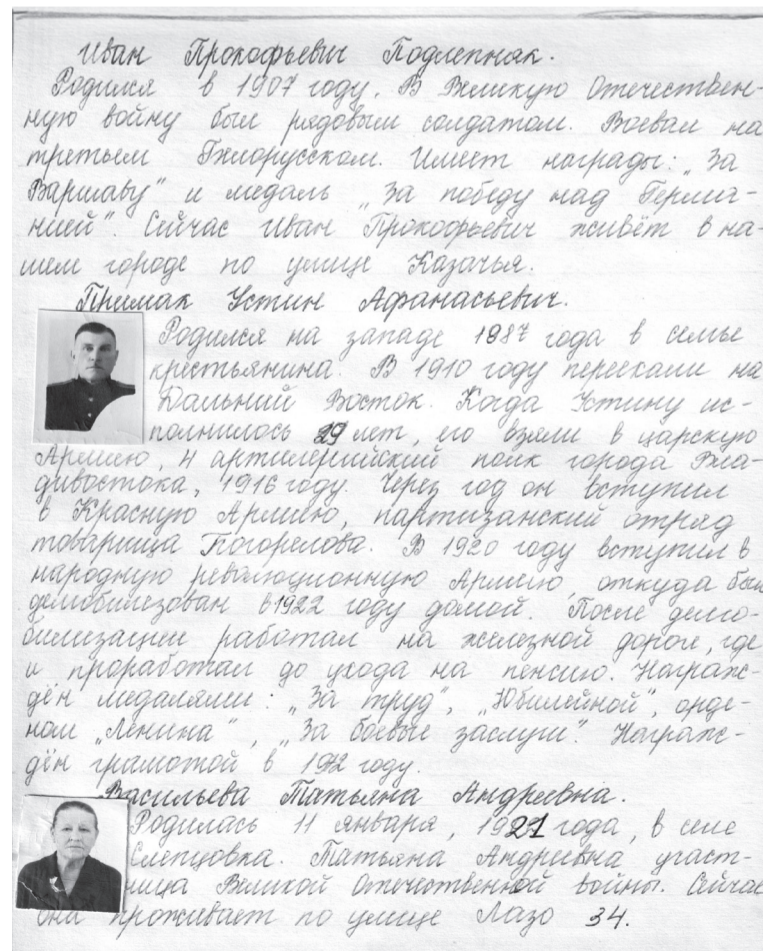 Иван Прокофьевич Подлепняк.
Родился в 1907 году. В Великую Отечествен-
ную войну был рядовым солдатом. Воевал на
третьем Белорусском. Имеет награды: „За
Варшаву" и медаль „За победу над Герма-
нией". Сейчас Иван Прокофьевич живёт в на-
шем городе по улице Казачья.
Примак Устин Афанасьевич.
Родился на западе 1987 года в семье
крестьянина. В 1910 году переехали на
Дальний Восток. Когда Устину ис-
полнилось 29 лет, его взяли в царскую
Армию, 4 артилерийский полк города Вла-
дивостока, 1916 году. Через год он вступил
в Красную Армию, партизанский отряд
товарища Погорелова. В 1920 году вступил в
народную революционную Армию, откуда был
демобилезован в 1922 году домой. После демо-
билизации работал на железной дороге, где
и проработал до ухода на пенсию. Награж-
дён медалями: „За труд", „Юбилейной", орде-
ном „Ленина", „За боевые заслуги". Награж-
дён грамотой в 1972 году.
Васильева Татьяна Андреевна.
Родилась 11 января, 1921 года, в селе
Слепцовка. Татьяна Андреевна участ-
ница Великой Отечественной войны. Сейчас
она проживает по улице Лазо 34.